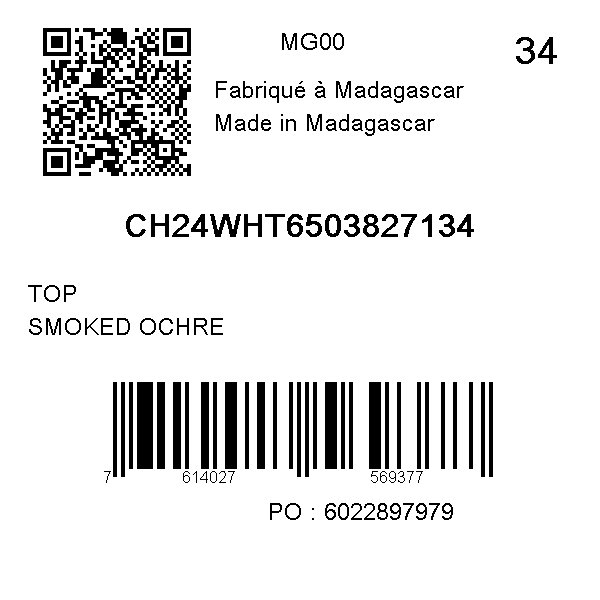 MG00
34
Fabriqué à Madagascar
Made in Madagascar
CH24WHT6503827134
TOP
SMOKED OCHRE
7 614027 569377
PO : 6022897979